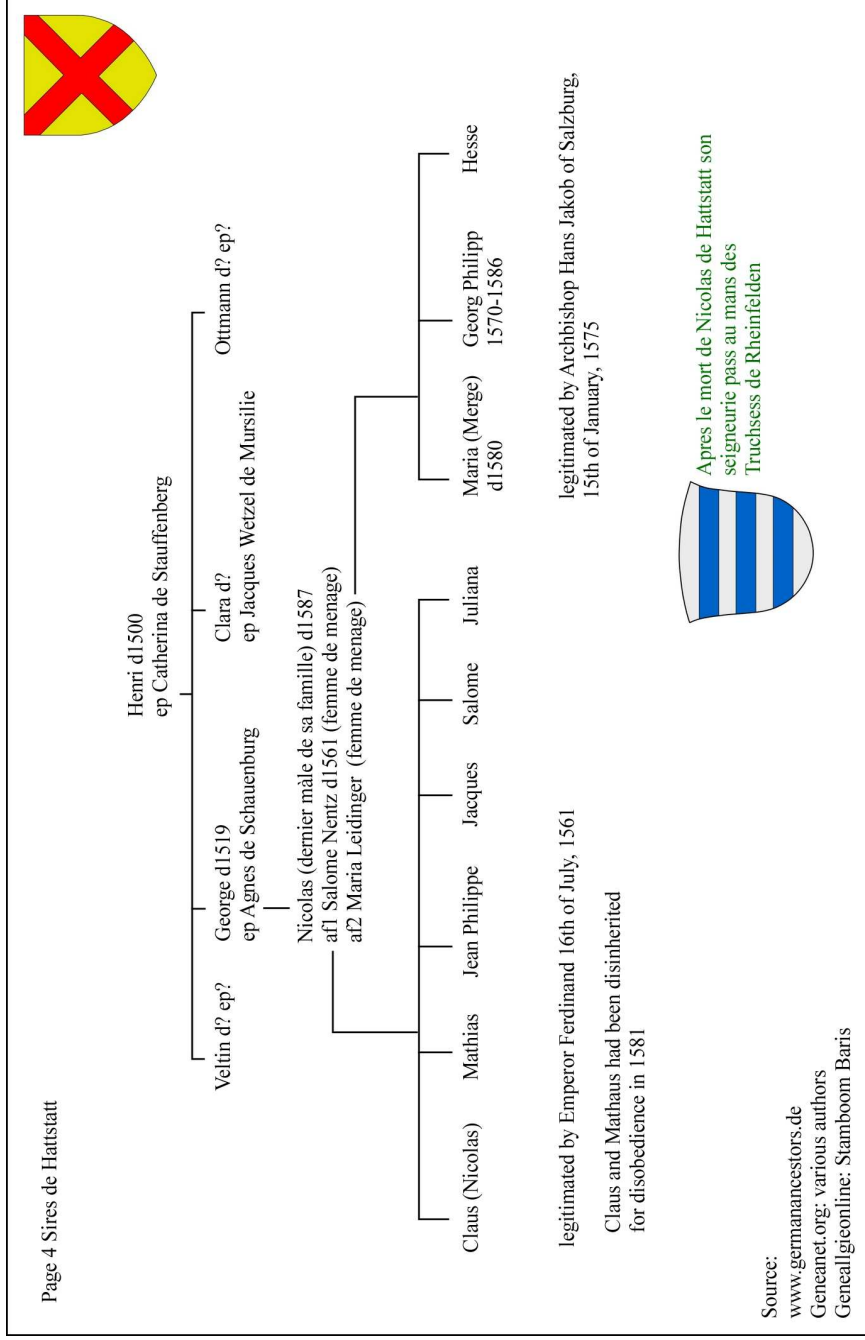 Page 4 Sires de Hattstatt
Henri d1500
ep Catherina de Stauffenberg
Veltin d? ep?
George d1519
ep Agnes de Schauenburg
Clara d?
ep Jacques Wetzel de Mursilie
Ottmann d? ep?
Nicolas (dernier màle de sa famille) d1587
af1 Salome Nentz d1561 (femme de menage)
af2 Maria Leidinger  (femme de menage)
Claus (Nicolas)
Mathias
Jean Philippe
Jacques
Salome
Juliana
Maria (Merge)
d1580
Georg Philipp
1570-1586
Hesse
legitimated by Emperor Ferdinand 16th of July, 1561
Claus and Mathaus had been disinherited
for disobedience in 1581
legitimated by Archbishop Hans Jakob of Salzburg,
15th of January, 1575
Apres le mort de Nicolas de Hattstatt son
seigneurie pass au mans des
Truchsess de Rheinfelden
Source:
www.germanancestors.de
Geneanet.org: various authors
Geneallgieonline: Stamboom Baris